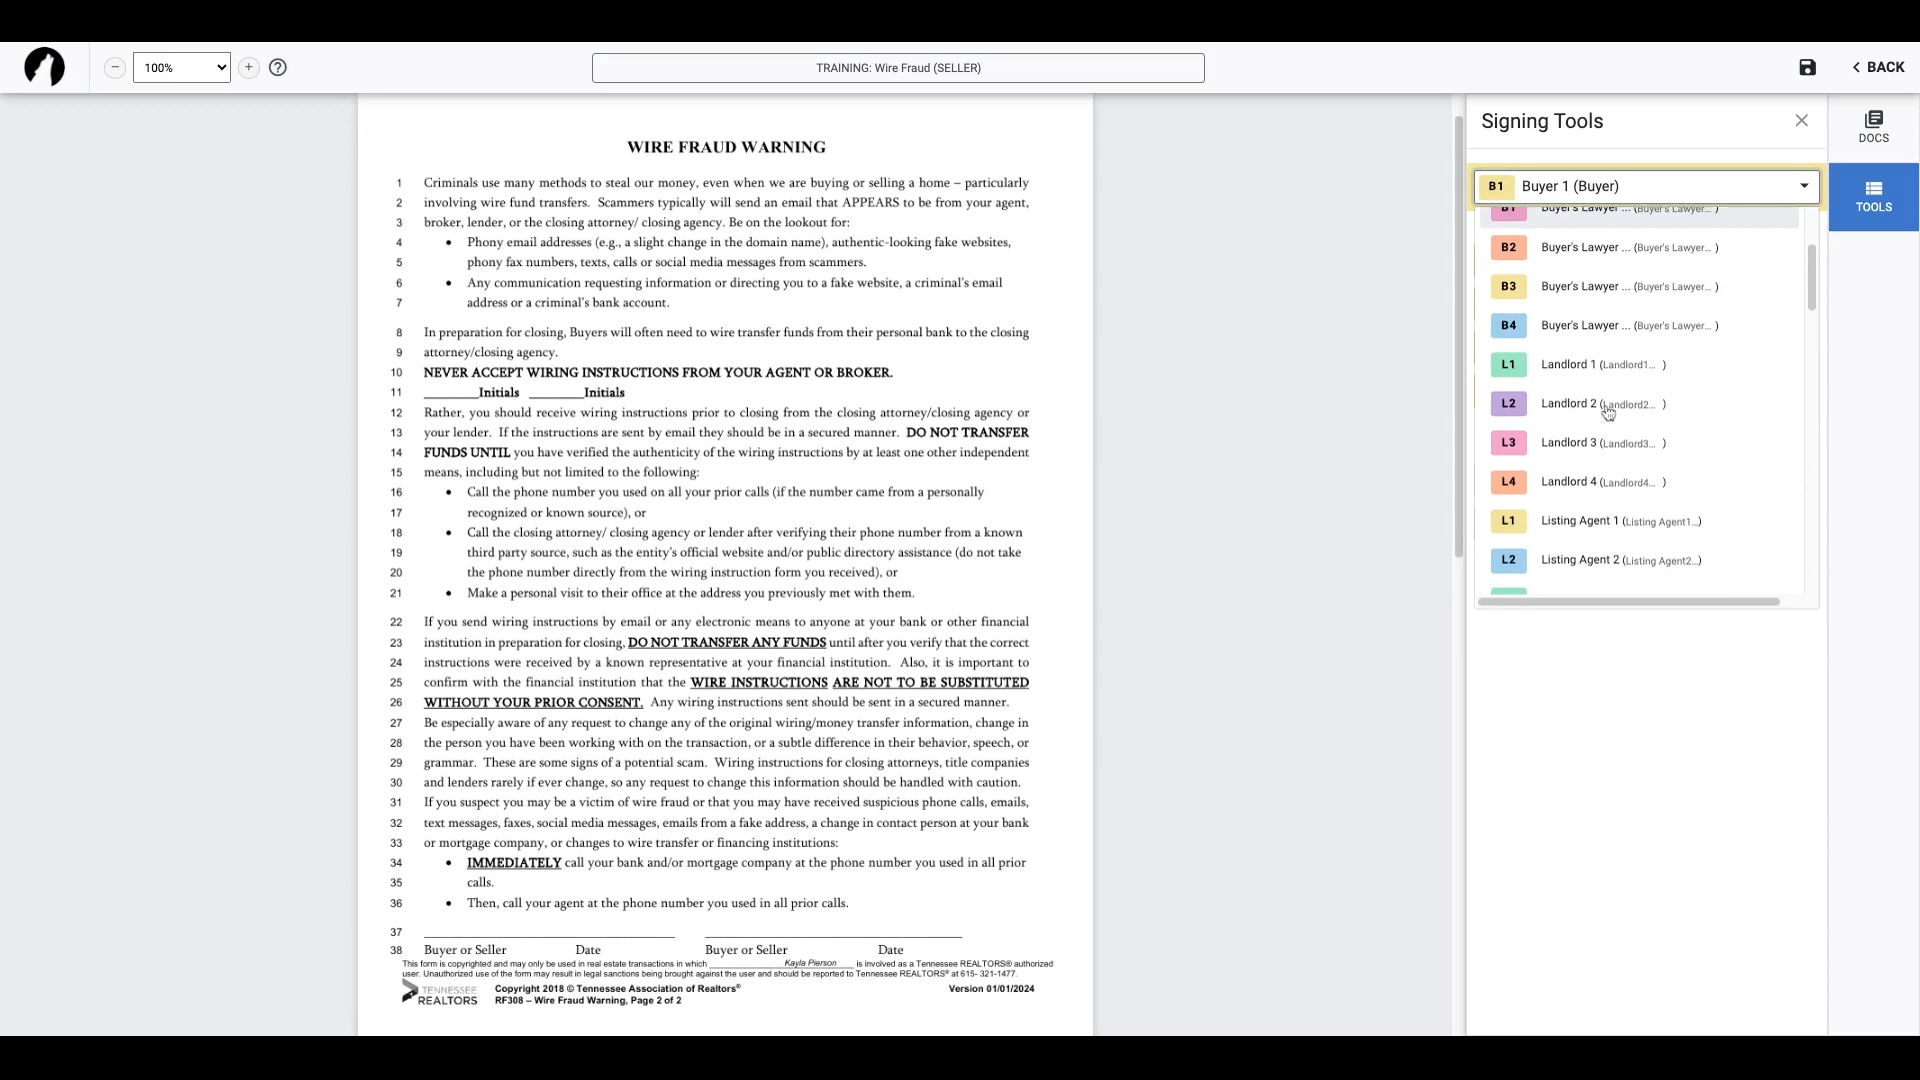 100%
TRAINING: Wire Fraud (SELLER)
BACK
WIRE FRAUD WARNING
1 Criminals use many methods to steal our money, even when we are buying or selling a home – particularly
2 involving wire fund transfers. Scammers typically will send an email that APPEARS to be from your agent,
3 broker, lender, or the closing attorney/ closing agency. Be on the lookout for:
4 • Phony email addresses (e.g., a slight change in the domain name), authentic-looking fake websites,
5 phony fax numbers, texts, calls or social media messages from scammers.
6 • Any communication requesting information or directing you to a fake website, a criminal's email
7 address or a criminal's bank account.
8 In preparation for closing, Buyers will often need to wire transfer funds from their personal bank to the closing
9 attorney/closing agency.
10 NEVER ACCEPT WIRING INSTRUCTIONS FROM YOUR AGENT OR BROKER.
11 ________Initials ________Initials
12 Rather, you should receive wiring instructions prior to closing from the closing attorney/closing agency or
13 your lender. If the instructions are sent by email they should be in a secured manner. DO NOT TRANSFER
14 FUNDS UNTIL you have verified the authenticity of the wiring instructions by at least one other independent
15 means, including but not limited to the following:
16 • Call the phone number you used on all your prior calls (if the number came from a personally
17 recognized or known source), or
18 • Call the closing attorney/ closing agency or lender after verifying their phone number from a known
19 third party source, such as the entity's official website and/or public directory assistance (do not take
20 the phone number directly from the wiring instruction form you received), or
21 • Make a personal visit to their office at the address you previously met with them.
22 If you send wiring instructions by email or any electronic means to anyone at your bank or other financial
23 institution in preparation for closing, DO NOT TRANSFER ANY FUNDS until after you verify that the correct
24 instructions were received by a known representative at your financial institution. Also, it is important to
25 confirm with the financial institution that the WIRE INSTRUCTIONS ARE NOT TO BE SUBSTITUTED
26 WITHOUT YOUR PRIOR CONSENT. Any wiring instructions sent should be sent in a secured manner.
27 Be especially aware of any request to change any of the original wiring/money transfer information, change in
28 the person you have been working with on the transaction, or a subtle difference in their behavior, speech, or
29 grammar. These are some signs of a potential scam. Wiring instructions for closing attorneys, title companies
30 and lenders rarely if ever change, so any request to change this information should be handled with caution.
31 If you suspect you may be a victim of wire fraud or that you may have received suspicious phone calls, emails,
32 text messages, faxes, social media messages, emails from a fake address, a change in contact person at your bank
33 or mortgage company, or changes to wire transfer or financing institutions:
34 • IMMEDIATELY call your bank and/or mortgage company at the phone number you used in all prior
35 calls.
36 • Then, call your agent at the phone number you used in all prior calls.
37
38 Buyer or Seller Date Buyer or Seller Date
This form is copyrighted and may only be used in real estate transactions in which Kayla Pierson is involved as a Tennessee REALTORS® authorized
user. Unauthorized use of the form may result in legal sanctions being brought against the user and should be reported to Tennessee REALTORS® at 615- 321-1477.
TENNESSEE
REALTORS
Copyright 2018 © Tennessee Association of Realtors®
RF308 – Wire Fraud Warning, Page 2 of 2
Version 01/01/2024
Signing Tools
B1 Buyer 1 (Buyer)
B1 Buyer's Lawyer ... (Buyer's Lawyer... )
B2 Buyer's Lawyer ... (Buyer's Lawyer... )
B3 Buyer's Lawyer ... (Buyer's Lawyer... )
B4 Buyer's Lawyer ... (Buyer's Lawyer... )
L1 Landlord 1 (Landlord1... )
L2 Landlord 2 (Landlord2... )
L3 Landlord 3 (Landlord3... )
L4 Landlord 4 (Landlord4... )
L1 Listing Agent 1 (Listing Agent1...)
L2 Listing Agent 2 (Listing Agent2...)
DOCS
TOOLS